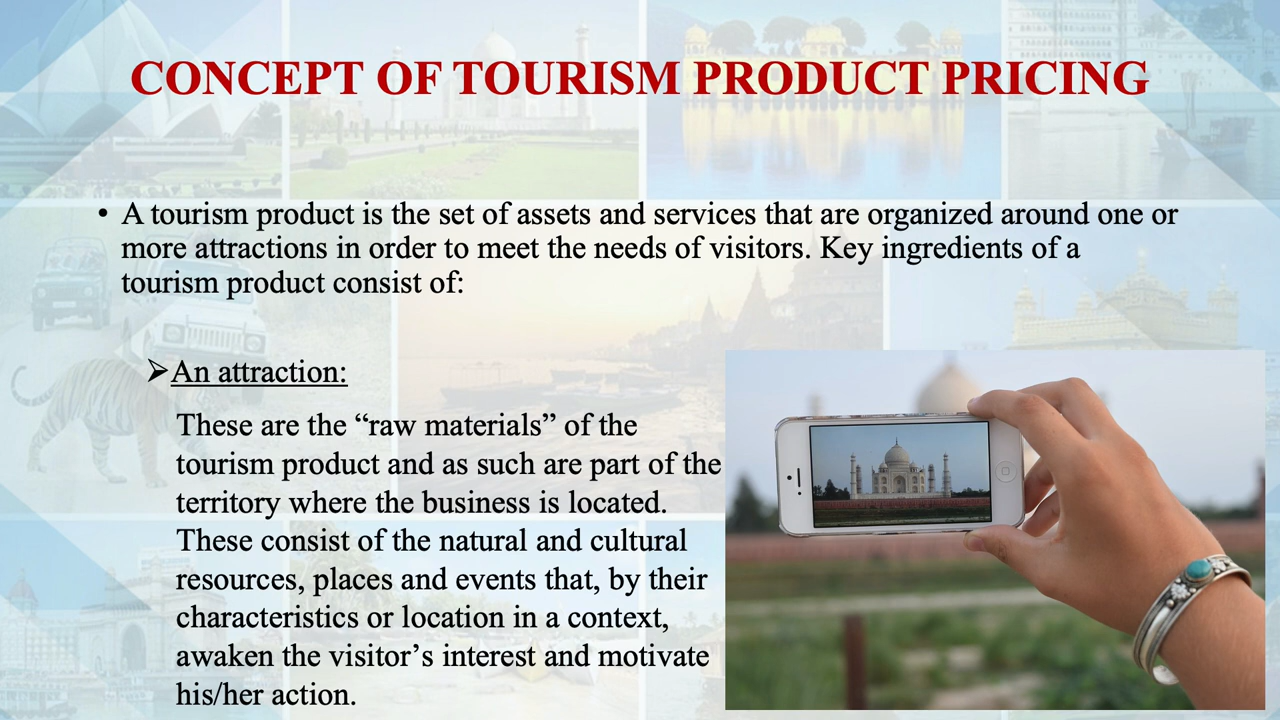 CONCEPT OF TOURISM PRODUCT PRICING
• A tourism product is the set of assets and services that are organized around one or
more attractions in order to meet the needs of visitors. Key ingredients of a
tourism product consist of:
➢An attraction:
These are the “raw materials” of the
tourism product and as such are part of the
territory where the business is located.
These consist of the natural and cultural
resources, places and events that, by their
characteristics or location in a context,
awaken the visitor’s interest and motivate
his/her action.